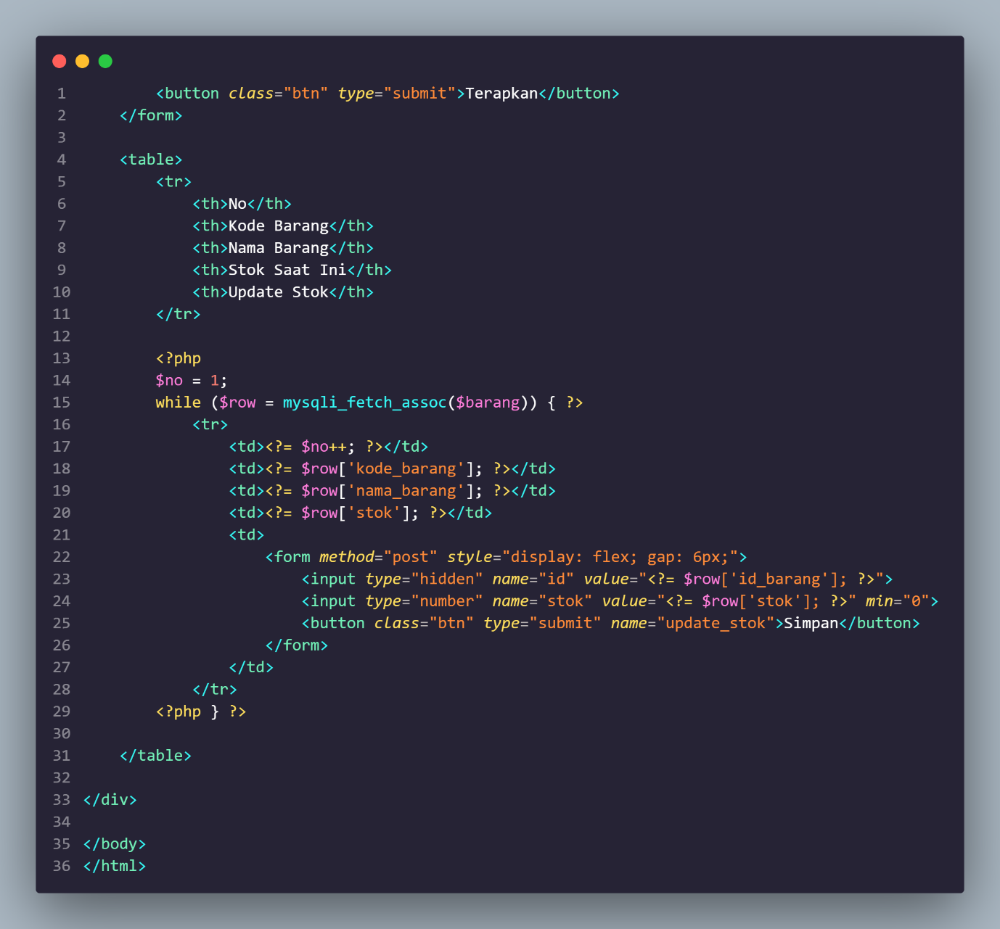 1 <button class="btn" type="submit">Terapkan</button>
2 </form>
3
4 <table>
5 <tr>
6 <th>No</th>
7 <th>Kode Barang</th>
8 <th>Nama Barang</th>
9 <th>Stok Saat Ini</th>
10 <th>Update Stok</th>
11 </tr>
12
13 <?php
14 $no = 1;
15 while ($row = mysqli_fetch_assoc($barang)) { ?>
16 <tr>
17 <td><?= $no++; ?></td>
18 <td><?= $row['kode_barang']; ?></td>
19 <td><?= $row['nama_barang']; ?></td>
20 <td><?= $row['stok']; ?></td>
21 <td>
22 <form method="post" style="display: flex; gap: 6px;">
23 <input type="hidden" name="id" value="<?= $row['id_barang']; ?>">
24 <input type="number" name="stok" value="<?= $row['stok']; ?>" min="0">
25 <button class="btn" type="submit" name="update_stok">Simpan</button>
26 </form>
27 </td>
28 </tr>
29 <?php } ?>
30
31 </table>
32
33 </div>
34
35 </body>
36 </html>